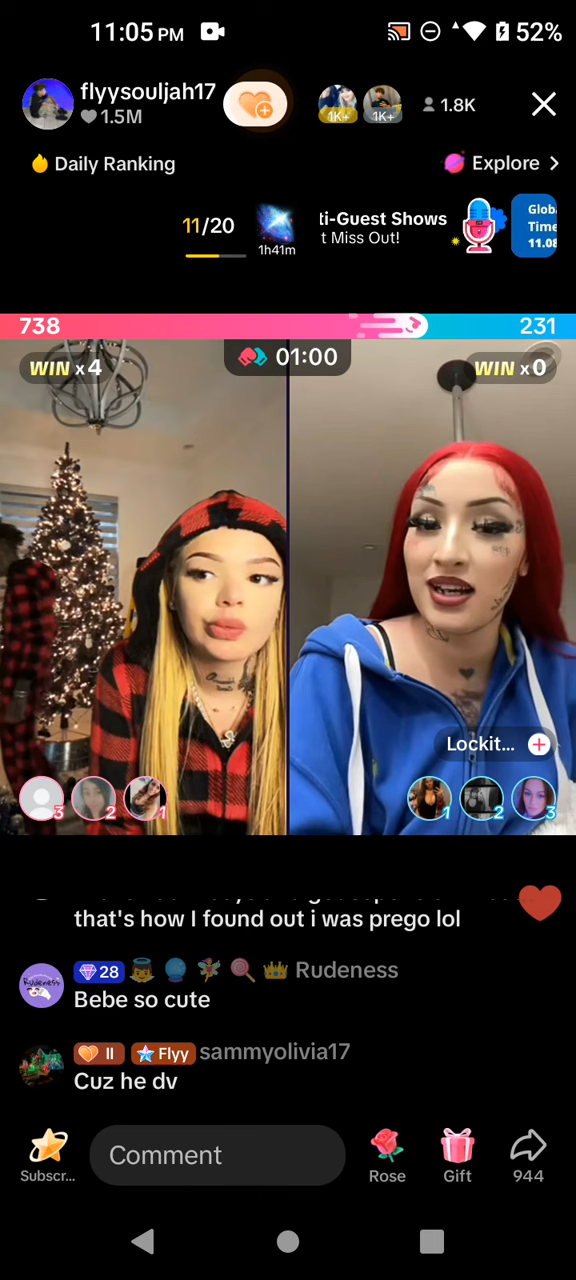 11:05 PM
52%
flyysouljah17
1.5M
1K+
1K+
1.8K
Daily Ranking
Explore
11/20
1h41m
ti-Guest Shows
t Miss Out!
Glob
Time
11.08
738
231
WIN x4
01:00
WIN x0
Lockit...
3
2
1
1
2
3
that's how I found out i was prego lol
28 Rudeness
Bebe so cute
II Flyy sammyolivia17
Cuz he dv
Subscr...
Comment
Rose
Gift
944